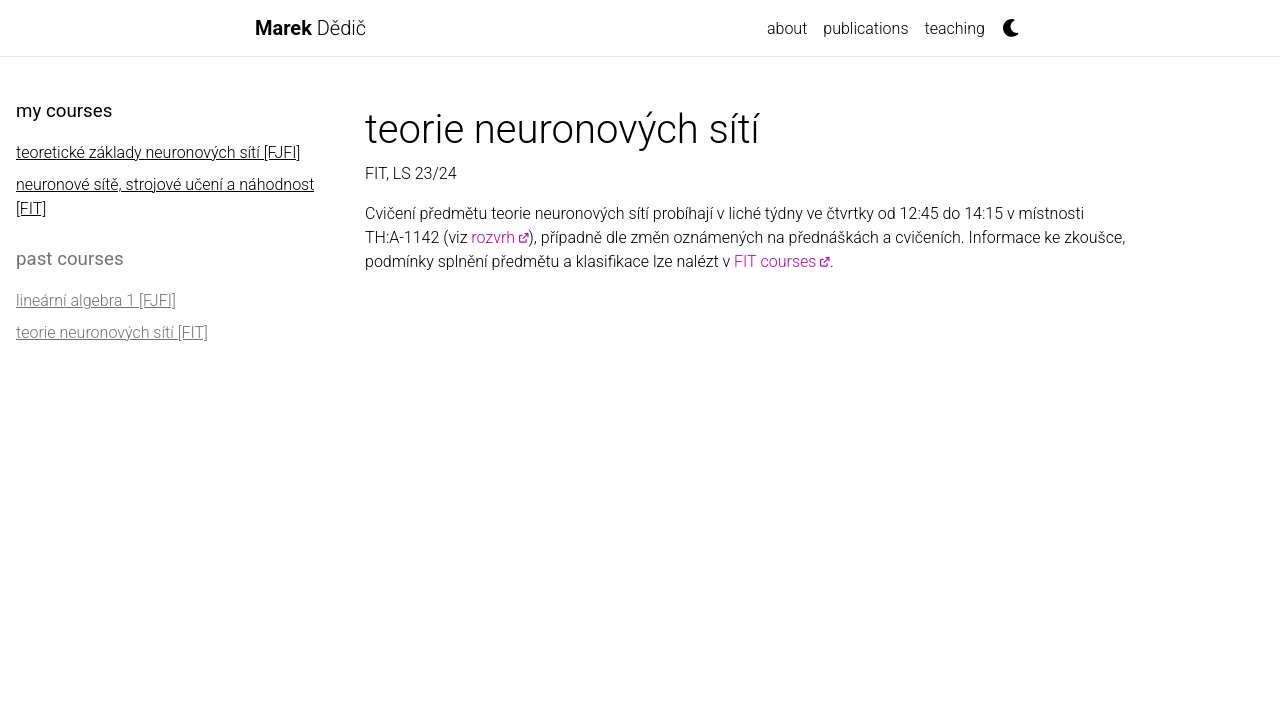 Marek Dědič
about publications teaching
my courses
teoretické základy neuronových sítí [FJFI]
neuronové sítě, strojové učení a náhodnost
[FIT]
past courses
lineární algebra 1 [FJFI]
teorie neuronových sítí [FIT]
teorie neuronových sítí
FIT, LS 23/24
Cvičení předmětu teorie neuronových sítí probíhají v liché týdny ve čtvrtky od 12:45 do 14:15 v místnosti
TH:A-1142 (viz rozvrh), případně dle změn oznámených na přednáškách a cvičeních. Informace ke zkoušce,
podmínky splnění předmětu a klasifikace lze nalézt v FIT courses.